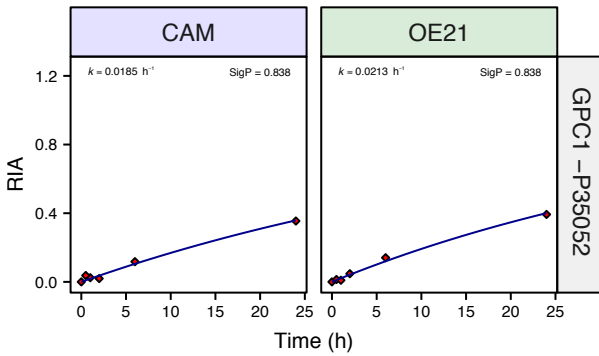 CAM OE21
k = 0.0185 h⁻¹ SigP = 0.838 k = 0.0213 h⁻¹ SigP = 0.838
GPC1 –P35052
RIA
1.2
0.8
0.4
0.0
0 5 10 15 20 25 0 5 10 15 20 25
Time (h)